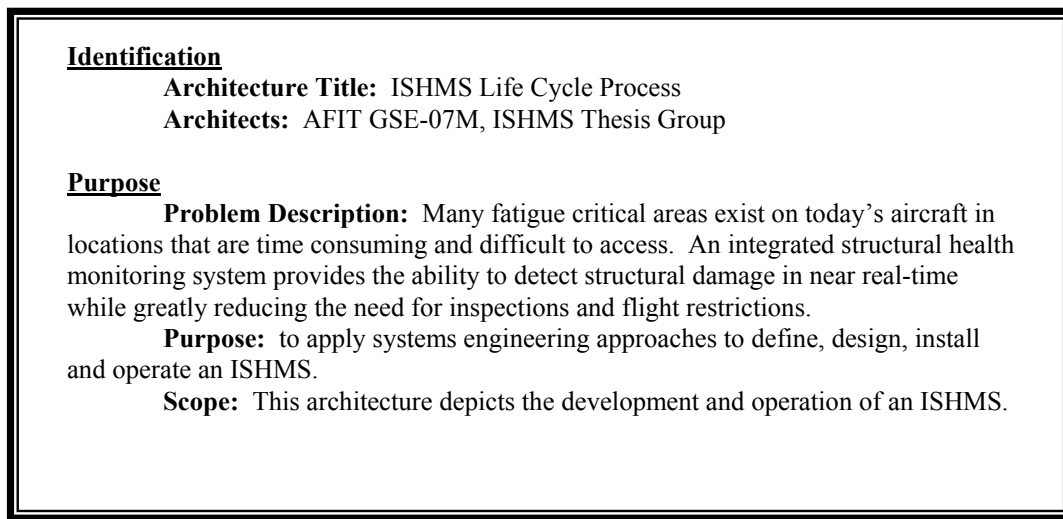 Identification
Architecture Title: ISHMS Life Cycle Process
Architects: AFIT GSE-07M, ISHMS Thesis Group
Purpose
Problem Description: Many fatigue critical areas exist on today’s aircraft in
locations that are time consuming and difficult to access. An integrated structural health
monitoring system provides the ability to detect structural damage in near real-time
while greatly reducing the need for inspections and flight restrictions.
Purpose: to apply systems engineering approaches to define, design, install
and operate an ISHMS.
Scope: This architecture depicts the development and operation of an ISHMS.